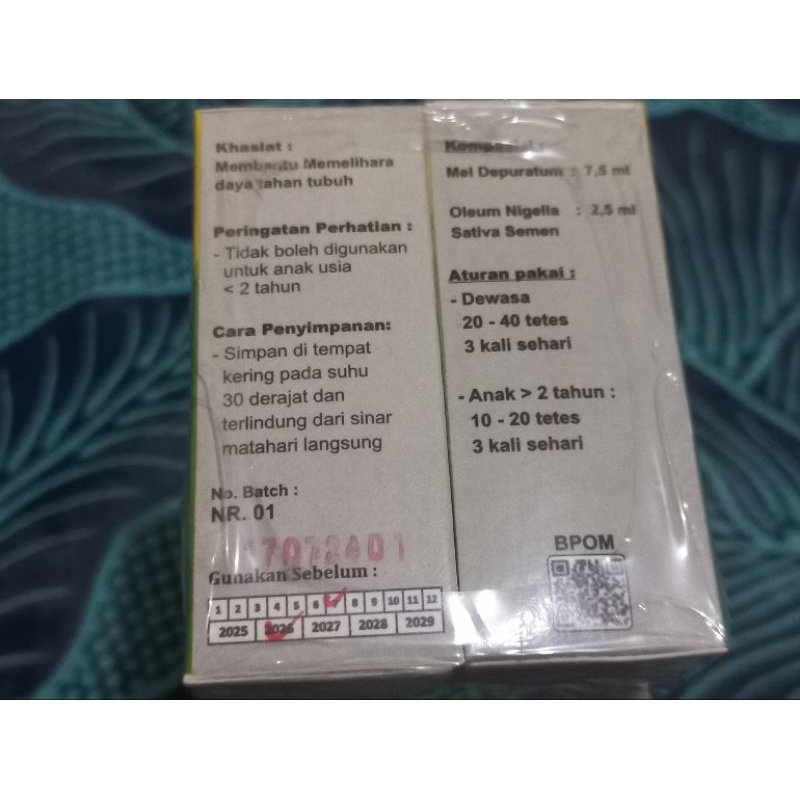 Khasiat :
Membantu Memelihara
daya tahan tubuh
Peringatan Perhatian :
- Tidak boleh digunakan
untuk anak usia
< 2 tahun
Cara Penyimpanan:
- Simpan di tempat
kering pada suhu
30 derajat dan
terlindung dari sinar
matahari langsung
No. Batch :
NR. 01
Gunakan Sebelum :
1 2 3 4 5 6 7 8 9 10 11 12
2025 2026 2027 2028 2029
Komposisi :
Mel Depuratum : 7,5 ml
Oleum Nigella : 2,5 ml
Sativa Semen
Aturan pakai :
- Dewasa
20 - 40 tetes
3 kali sehari
- Anak > 2 tahun :
10 - 20 tetes
3 kali sehari
BPOM